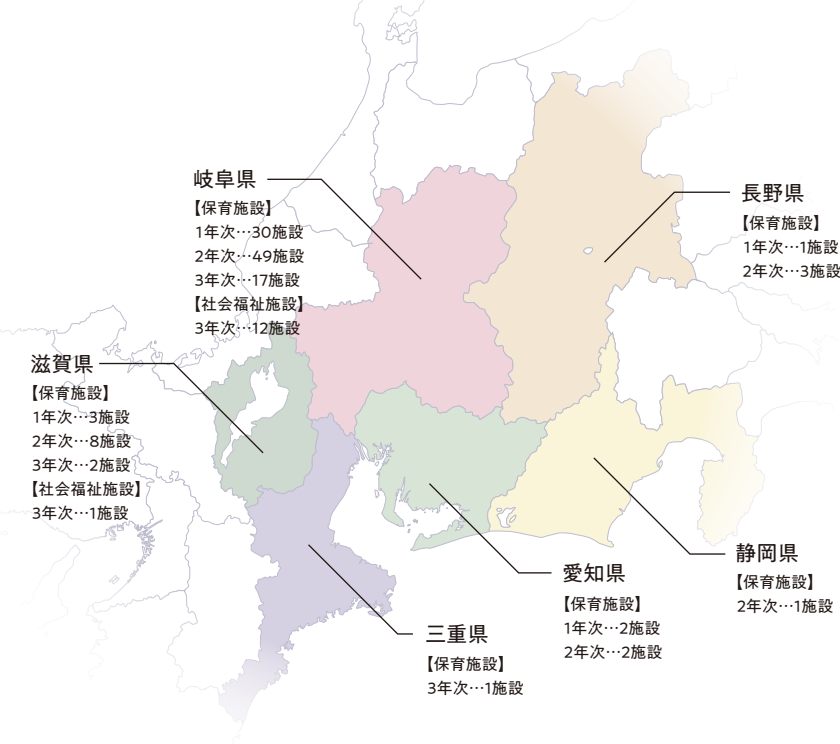 岐阜県
【保育施設】
1年次…30施設
2年次…49施設
3年次…17施設
【社会福祉施設】
3年次…12施設
長野県
【保育施設】
1年次…1施設
2年次…3施設
滋賀県
【保育施設】
1年次…3施設
2年次…8施設
3年次…2施設
【社会福祉施設】
3年次…1施設
静岡県
【保育施設】
2年次…1施設
愛知県
【保育施設】
1年次…2施設
2年次…2施設
三重県
【保育施設】
3年次…1施設